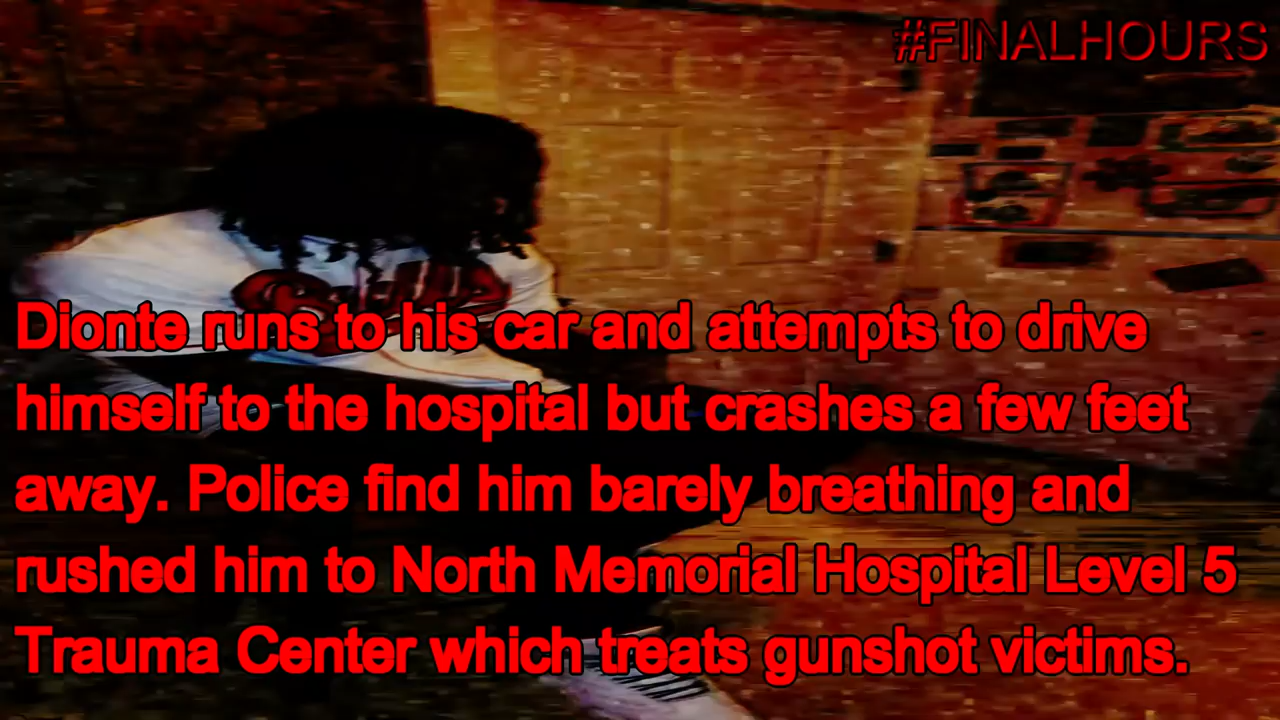 #FINALHOURS
Dionte runs to his car and attempts to drive
himself to the hospital but crashes a few feet
away. Police find him barely breathing and
rushed him to North Memorial Hospital Level 5
Trauma Center which treats gunshot victims.